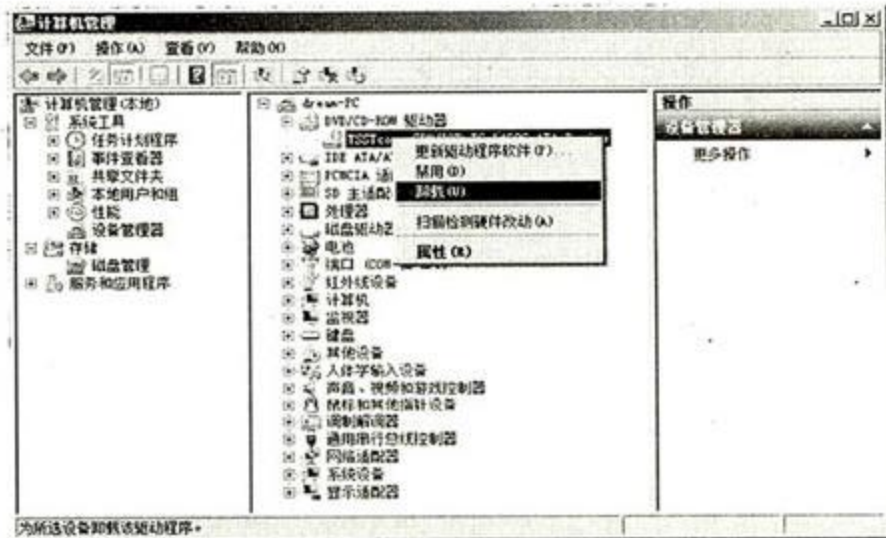 计算机管理
文件(F) 操作(A) 查看(V) 帮助(H)
计算机管理(本地)
系统工具
任务计划程序
事件查看器
共享文件夹
本地用户和组
性能
设备管理器
存储
磁盘管理
服务和应用程序
dream-PC
DVD/CD-ROM 驱动器
TSSTco
IDE ATA/A
PCMCIA 适
SD 主适配
处理器
磁盘驱动器
电池
端口 (COM
红外线设备
计算机
监视器
键盘
其他设备
人体学输入设备
声音、视频和游戏控制器
鼠标和其他指针设备
调制解调器
通用串行总线控制器
网络适配器
系统设备
显示适配器
更新驱动程序软件(P)...
禁用(D)
卸载(U)
扫描检测硬件改动(A)
属性(R)
操作
设备管理器
更多操作
为所选设备卸载该驱动程序。